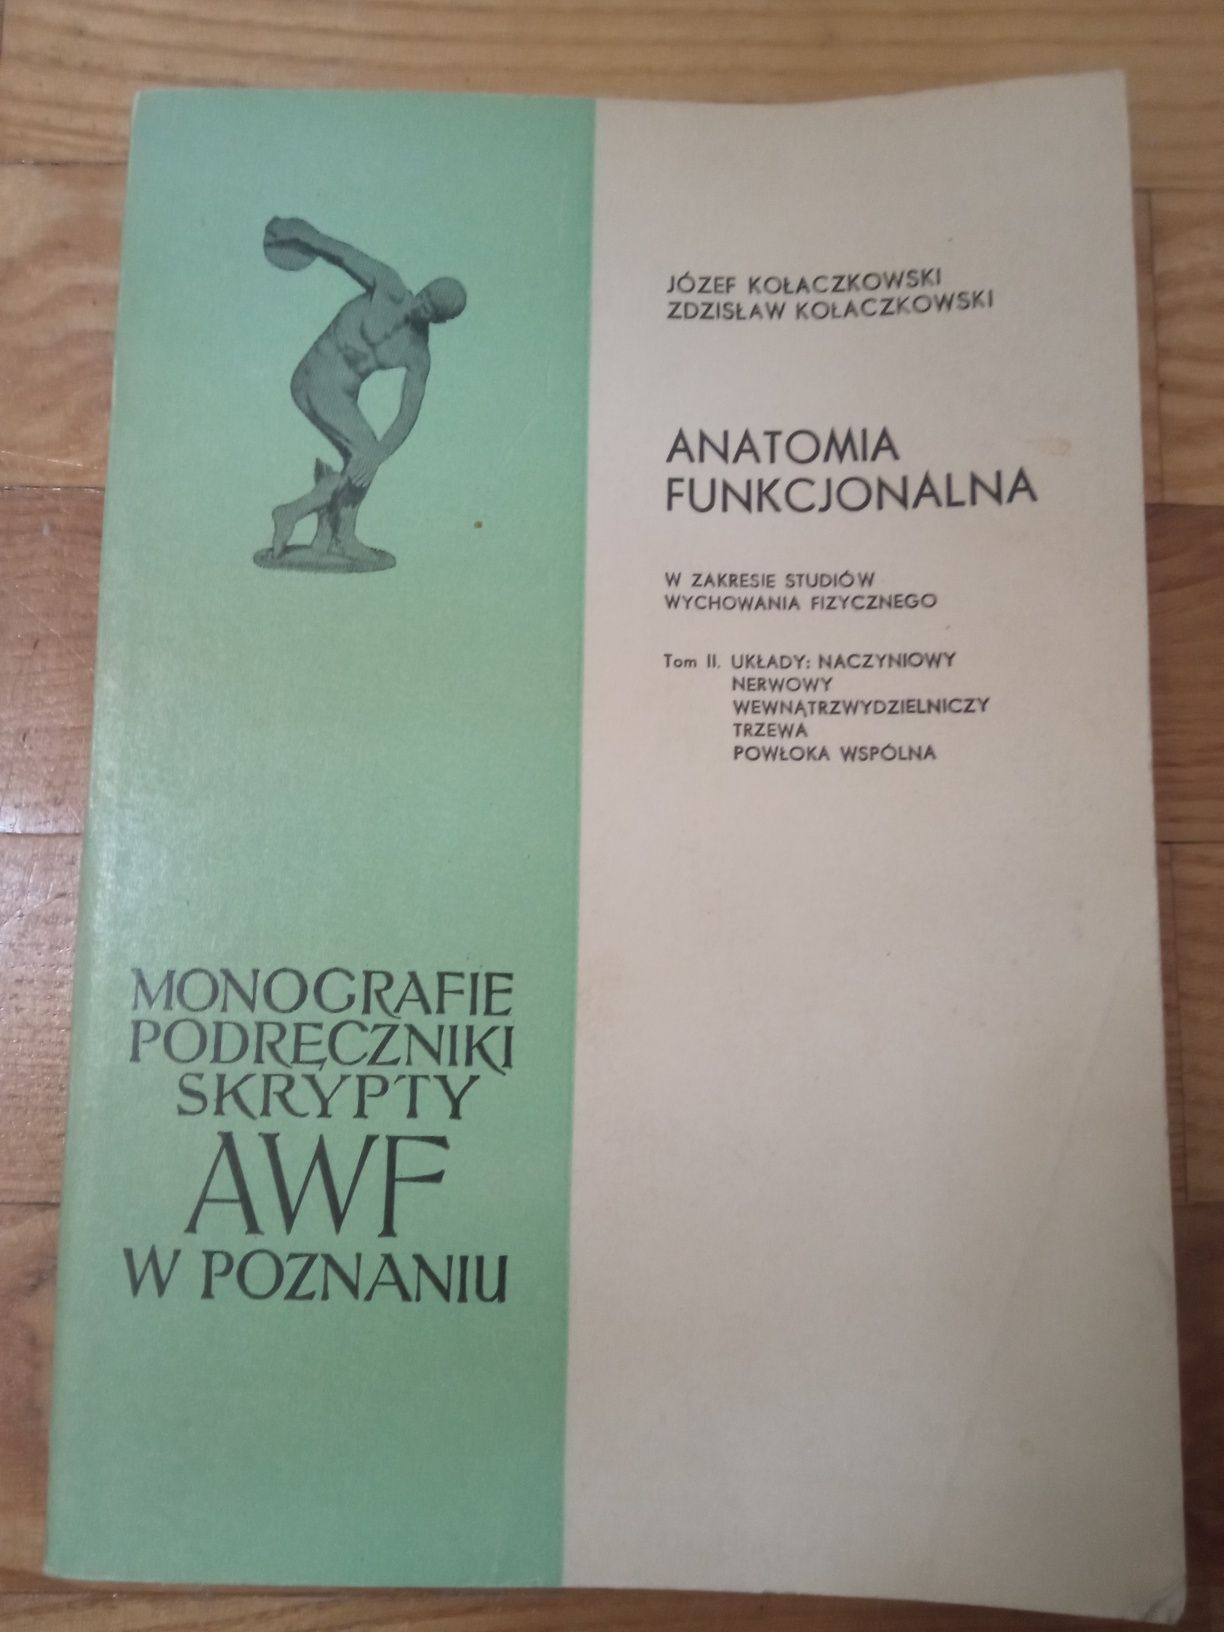 JÓZEF KOŁACZKOWSKI
ZDZISŁAW KOŁACZKOWSKI
ANATOMIA
FUNKCJONALNA
W ZAKRESIE STUDIÓW
WYCHOWANIA FIZYCZNEGO
Tom II. UKŁADY: NACZYNIOWY
NERWOWY
WEWNĄTRZWYDZIELNICZY
TRZEWA
POWŁOKA WSPÓLNA
MONOGRAFIE
PODRĘCZNIKI
SKRYPTY
AWF
W POZNANIU